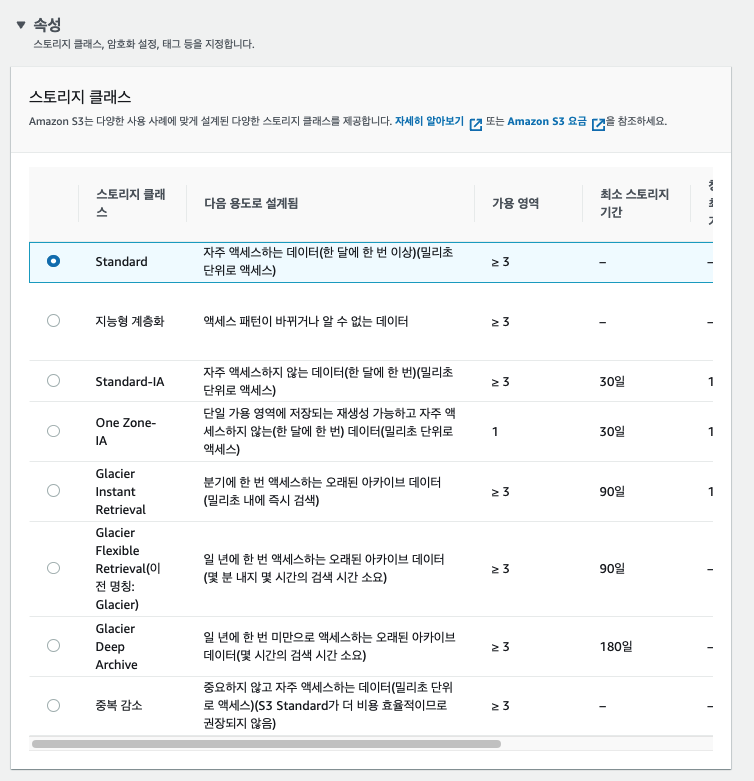 속성
스토리지 클래스, 암호화 설정, 태그 등을 지정합니다.
스토리지 클래스
Amazon S3는 다양한 사용 사례에 맞게 설계된 다양한 스토리지 클래스를 제공합니다. 자세히 알아보기 또는 Amazon S3 요금 을 참조하세요.
스토리지 클래
스
다음 용도로 설계됨
가용 영역
최소 스토리지
기간
Standard
자주 액세스하는 데이터(한 달에 한 번 이상)(밀리초
단위로 액세스)
≥ 3
–
–
지능형 계층화
액세스 패턴이 바뀌거나 알 수 없는 데이터
≥ 3
–
–
Standard-IA
자주 액세스하지 않는 데이터(한 달에 한 번)(밀리초
단위로 액세스)
≥ 3
30일
1
One Zone-
IA
단일 가용 영역에 저장되는 재생성 가능하고 자주 액
세스하지 않는(한 달에 한 번) 데이터(밀리초 단위로
액세스)
1
30일
1
Glacier
Instant
Retrieval
분기에 한 번 액세스하는 오래된 아카이브 데이터
(밀리초 내에 즉시 검색)
≥ 3
90일
1
Glacier
Flexible
Retrieval(이
전 명칭:
Glacier)
일 년에 한 번 액세스하는 오래된 아카이브 데이터
(몇 분 내지 몇 시간의 검색 시간 소요)
≥ 3
90일
–
Glacier
Deep
Archive
일 년에 한 번 미만으로 액세스하는 오래된 아카이브
데이터(몇 시간의 검색 시간 소요)
≥ 3
180일
–
중복 감소
중요하지 않고 자주 액세스하는 데이터(밀리초 단위
로 액세스)(S3 Standard가 더 비용 효율적이므로
권장되지 않음)
≥ 3
–
–